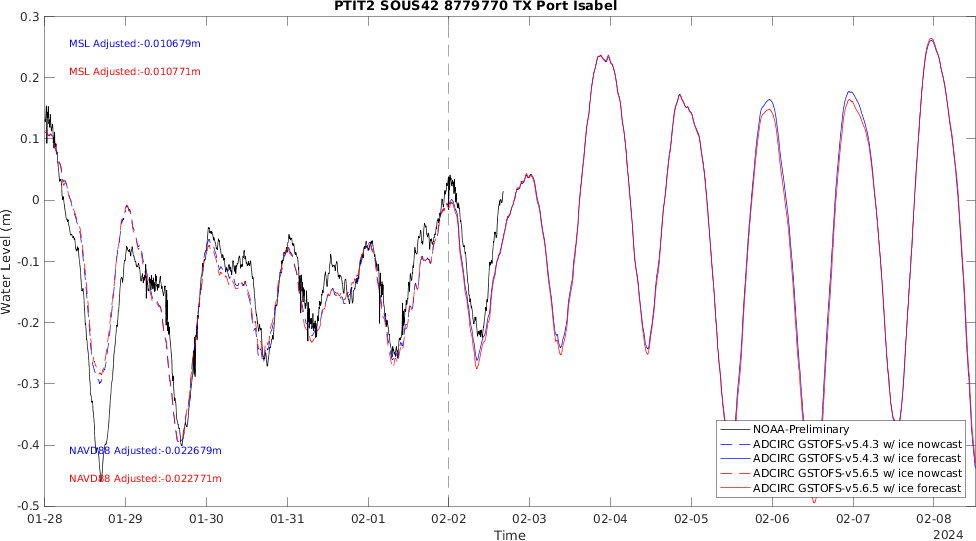 PTIT2 SOUS42 8779770 TX Port Isabel
0.3
MSL Adjusted:-0.010679m
MSL Adjusted:-0.010771m
0.2
0.1
0
-0.1
-0.2
-0.3
-0.4
-0.5
Water Level (m)
NAVD88 Adjusted:-0.022679m
NAVD88 Adjusted:-0.022771m
NOAA-Preliminary
ADCIRC GSTOFS-v5.4.3 w/ ice nowcast
ADCIRC GSTOFS-v5.4.3 w/ ice forecast
ADCIRC GSTOFS-v5.6.5 w/ ice nowcast
ADCIRC GSTOFS-v5.6.5 w/ ice forecast
01-28 01-29 01-30 01-31 02-01 02-02 02-03 02-04 02-05 02-06 02-07 02-08
Time
2024